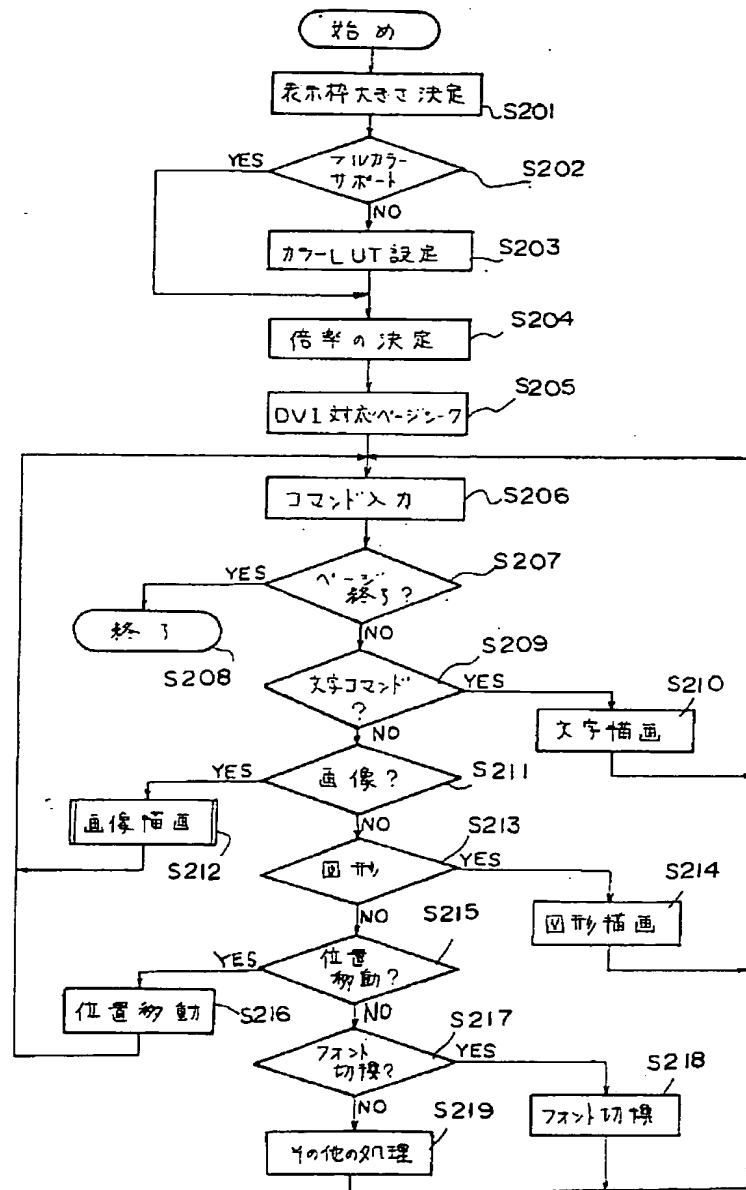 始め
表示枠大きさ決定
S201
YES
フルカラー
サポート
S202
NO
カラーLUT設定
S203
倍率の決定
S204
S205
DVI対応ページシーク
コマンド入力
S206
YES
ページ
終了?
S207
終了
S208
NO
S209
文字コマンド
?
YES
S210
文字描画
NO
YES
画像?
S211
画像描画
S212
NO
S213
図形
YES
S214
図形描画
NO
S215
YES
位置
移動?
位置移動
S216
NO
S217
フォント
切換?
YES
S218
フォント切換
NO
S219
その他の処理